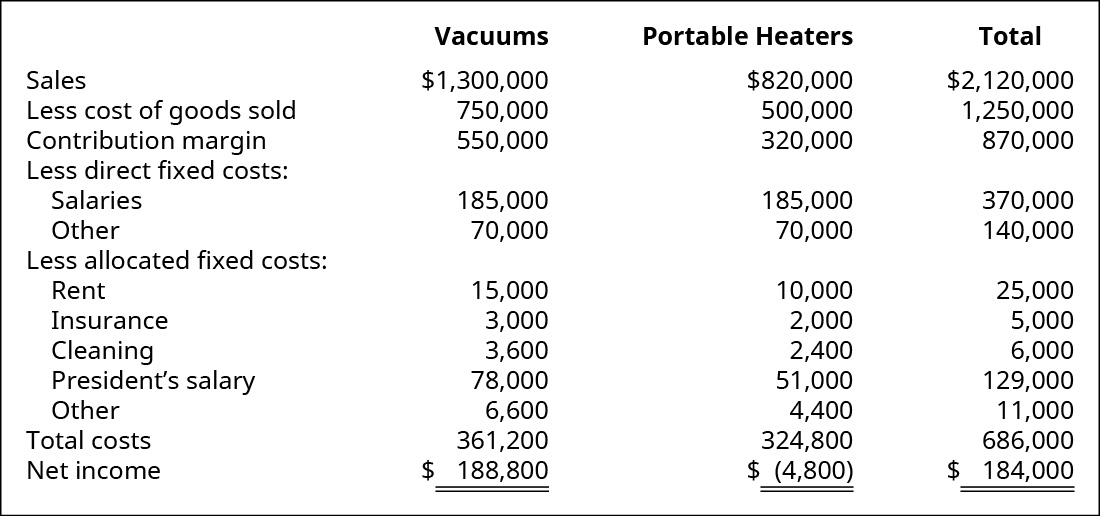 Vacuums Portable Heaters Total
Sales $1,300,000 $820,000 $2,120,000
Less cost of goods sold 750,000 500,000 1,250,000
Contribution margin 550,000 320,000 870,000
Less direct fixed costs:
Salaries 185,000 185,000 370,000
Other 70,000 70,000 140,000
Less allocated fixed costs:
Rent 15,000 10,000 25,000
Insurance 3,000 2,000 5,000
Cleaning 3,600 2,400 6,000
President’s salary 78,000 51,000 129,000
Other 6,600 4,400 11,000
Total costs 361,200 324,800 686,000
Net income $ 188,800 $ (4,800) $ 184,000